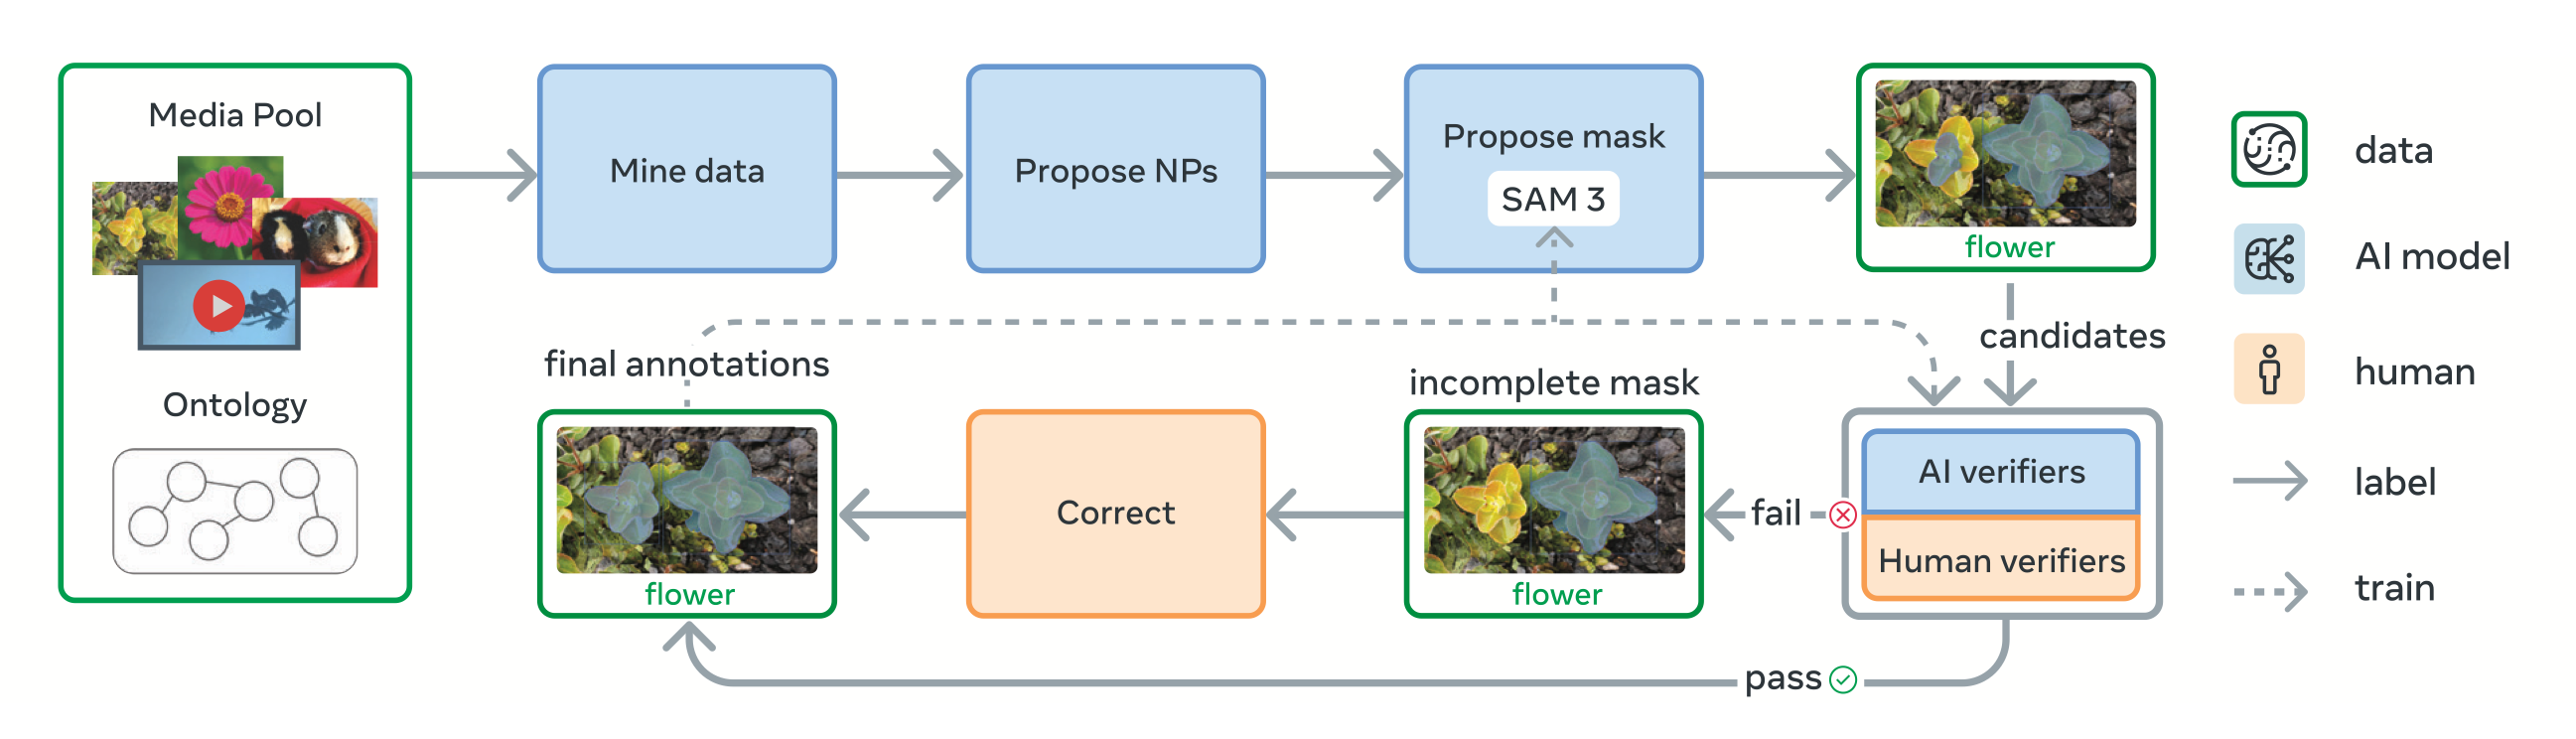 Media Pool
Ontology
Mine data
Propose NPs
Propose mask
SAM 3
flower
candidates
AI verifiers
Human verifiers
fail
incomplete mask
flower
Correct
final annotations
flower
pass
data
AI model
human
label
train